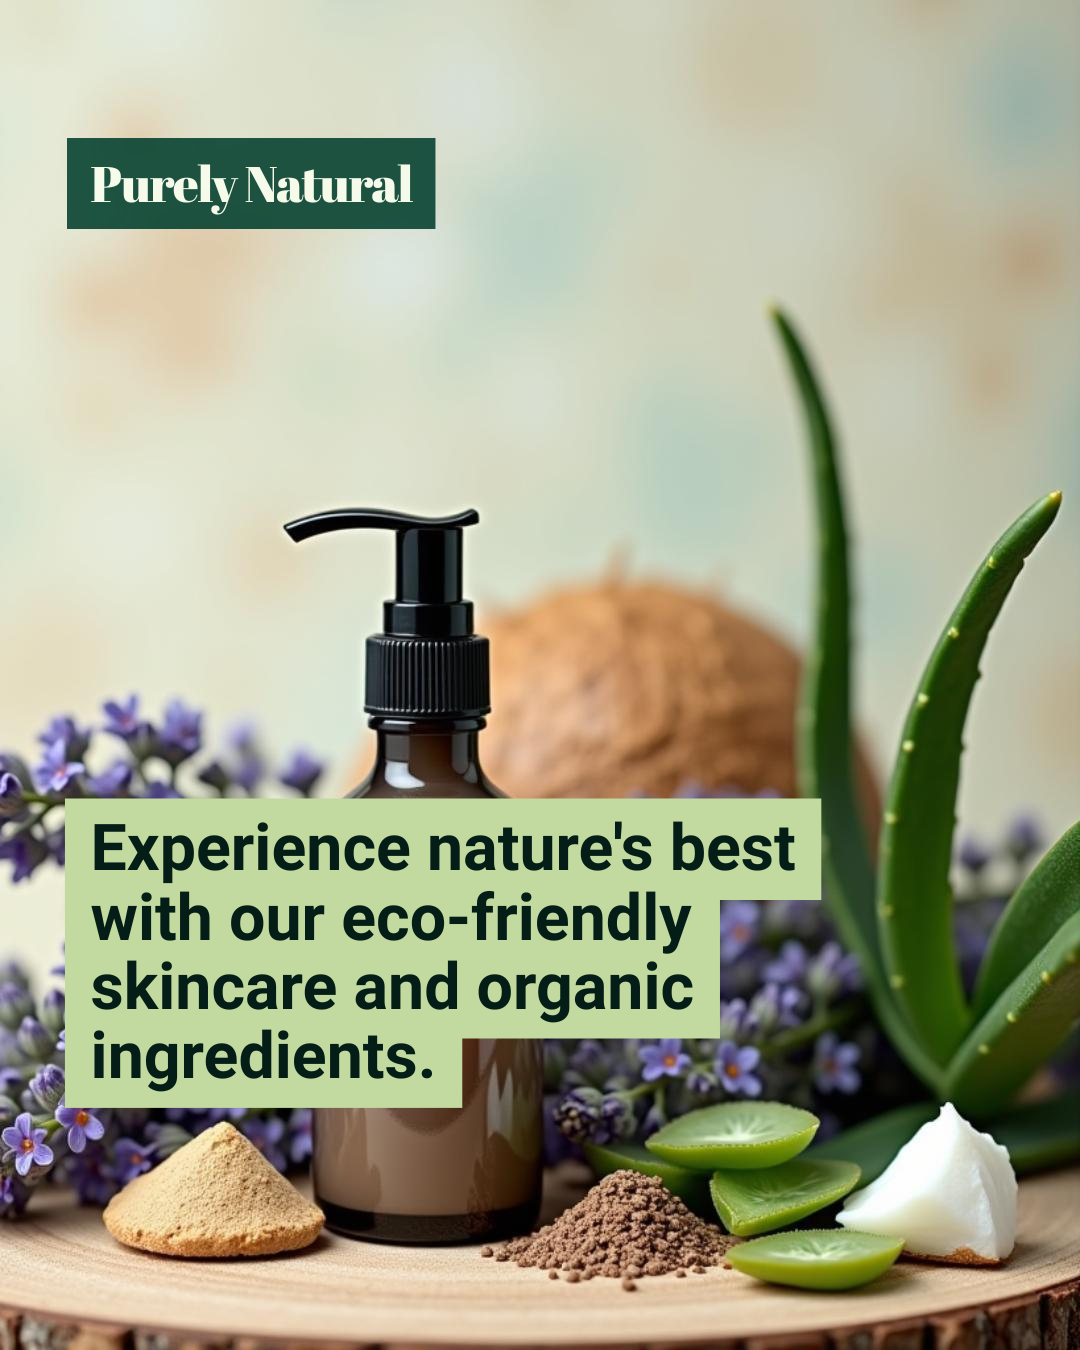 Purely Natural
Experience nature's best
with our eco-friendly
skincare and organic
ingredients.